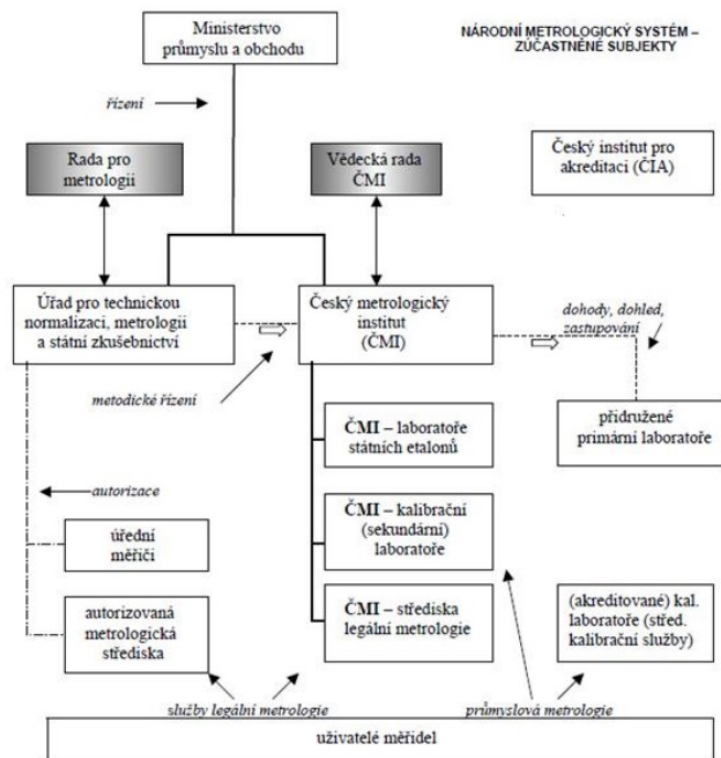 NÁRODNÍ METROLOGICKÝ SYSTÉM –
ZÚČASTNĚNÉ SUBJEKTY
Ministerstvo
průmyslu a obchodu
řízení
Rada pro
metrologii
Vědecká rada
ČMI
Český institut pro
akreditaci (ČIA)
Úřad pro technickou
normalizaci, metrologii
a státní zkušebnictví
Český metrologický
institut
(ČMI)
dohody, dohled,
zastupování
metodické řízení
ČMI – laboratoře
státních etalonů
přidružené
primární laboratoře
autorizace
úřední
měřiči
ČMI – kalibrační
(sekundární)
laboratoře
autorizovaná
metrologická
střediska
ČMI – střediska
legální metrologie
(akreditované) kal.
laboratoře (střed.
kalibrační služby)
služby legální metrologie
průmyslová metrologie
uživatelé měřidel